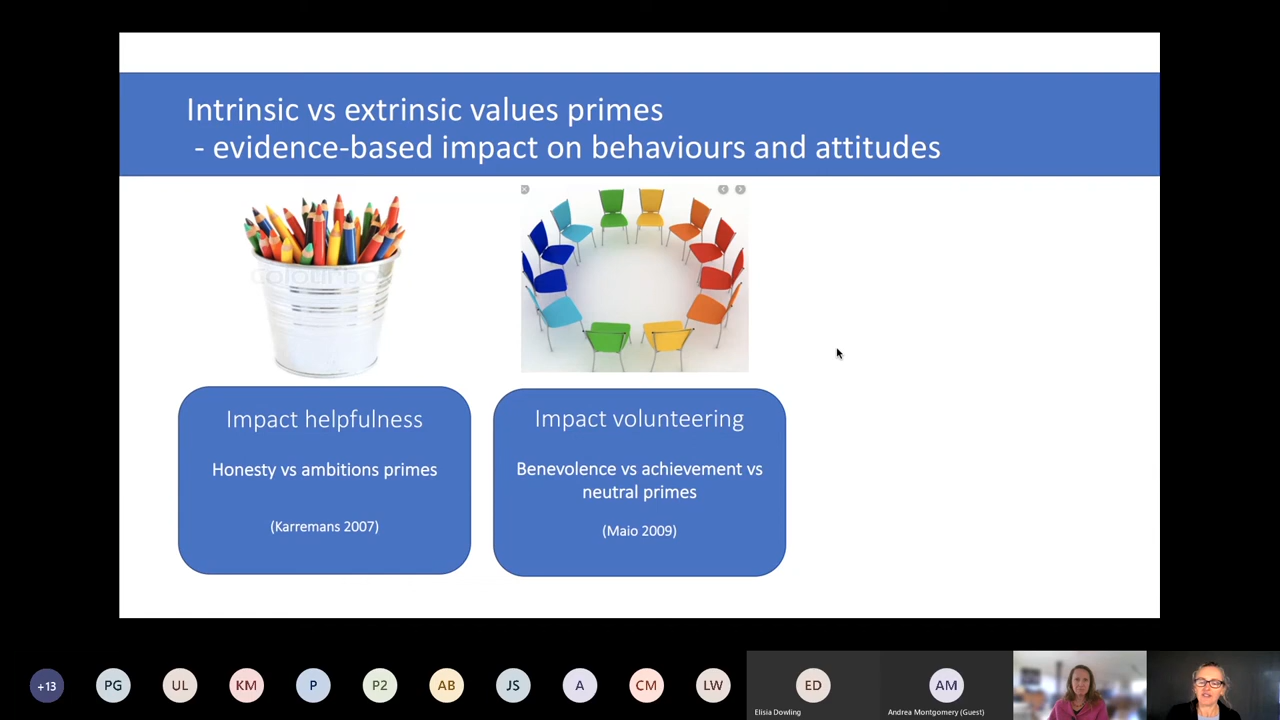 Intrinsic vs extrinsic values primes
- evidence-based impact on behaviours and attitudes
colourbo
Impact helpfulness
Honesty vs ambitions primes
(Karremans 2007)
Impact volunteering
Benevolence vs achievement vs
neutral primes
(Maio 2009)
+13
PG
UL
KM
P
P2
AB
JS
A
CM
LW
ED
Elisia Dowling
AM
Andrea Montgomery (Guest)